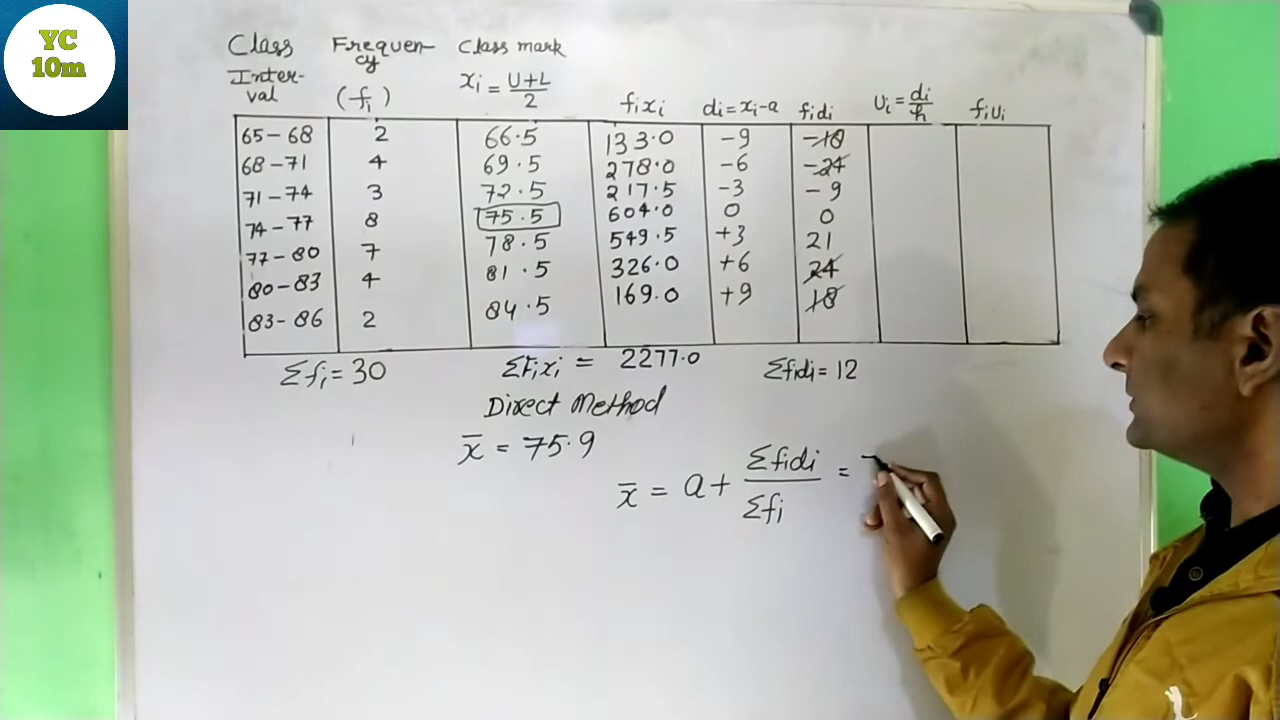 YC
10m
Class Interval Frequency (fi) Class mark xi = U+L/2 fixi di = xi-a fidi Ui = di/h fiUi
65-68 2 66.5 133.0 -9 -18
68-71 4 69.5 278.0 -6 -24
71-74 3 72.5 217.5 -3 -9
74-77 8 75.5 604.0 0 0
77-80 7 78.5 549.5 +3 21
80-83 4 81.5 326.0 +6 24
83-86 2 84.5 169.0 +9 +18
Σfi = 30 ΣFixi = 2277.0 Σfidi = 12
Direct Method
x̄ = 75.9
x̄ = a + Σfidi/Σfi =